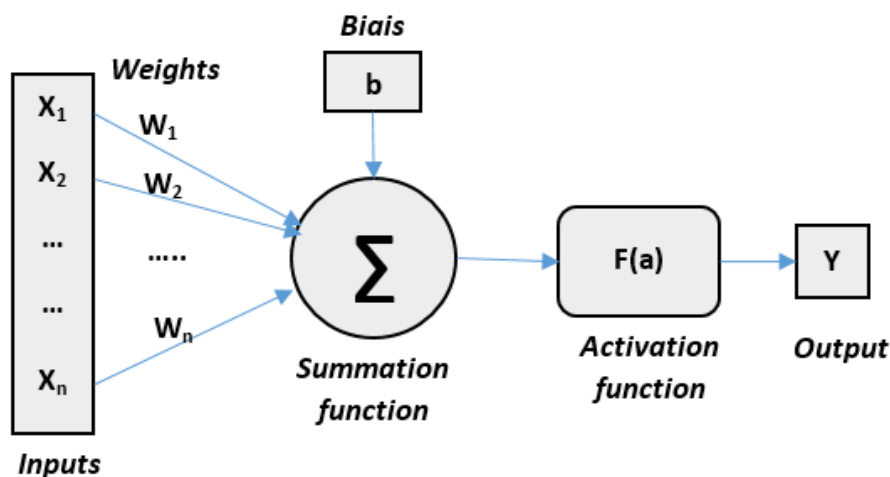 Biais
b
Weights
X₁
X₂
...
...
Xₙ
Inputs
W₁
W₂
.....
Wₙ
Σ
Summation
function
F(a)
Activation
function
Y
Output